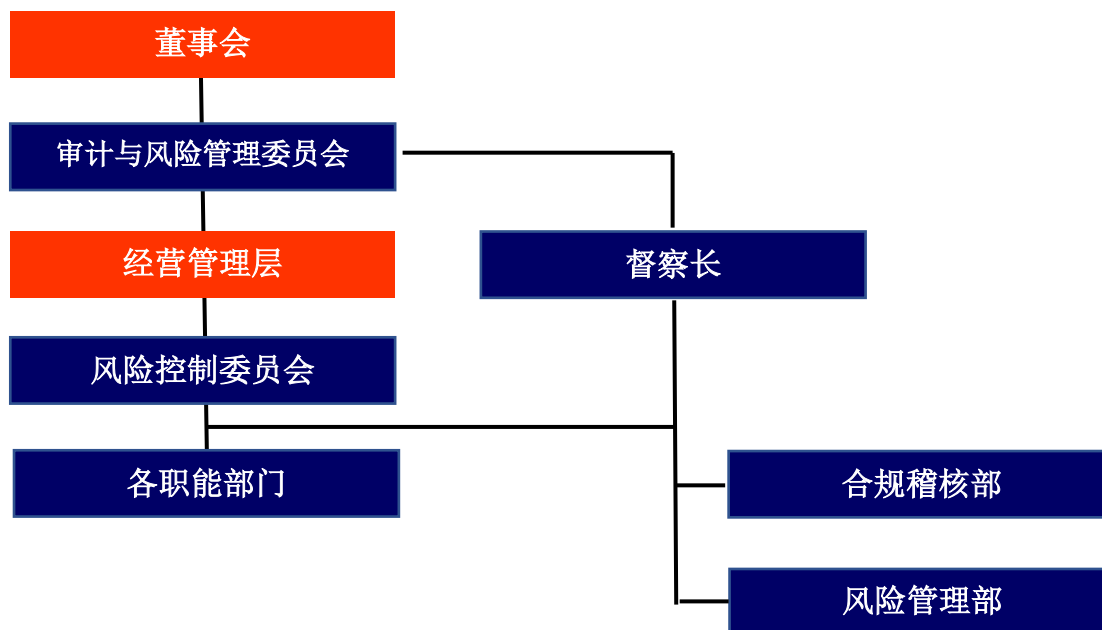 董事会
审计与风险管理委员会
经营管理层
督察长
风险控制委员会
各职能部门
合规稽核部
风险管理部